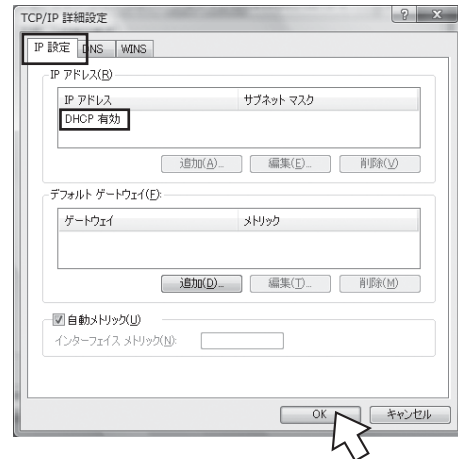 TCP/IP 詳細設定
IP 設定 DNS WINS
IP アドレス(R)
IP アドレス サブネット マスク
DHCP 有効
追加(A)... 編集(E)... 削除(V)
デフォルト ゲートウェイ(F):
ゲートウェイ メトリック
追加(D)... 編集(T)... 削除(M)
自動メトリック(U)
インターフェイス メトリック(N):
OK キャンセル